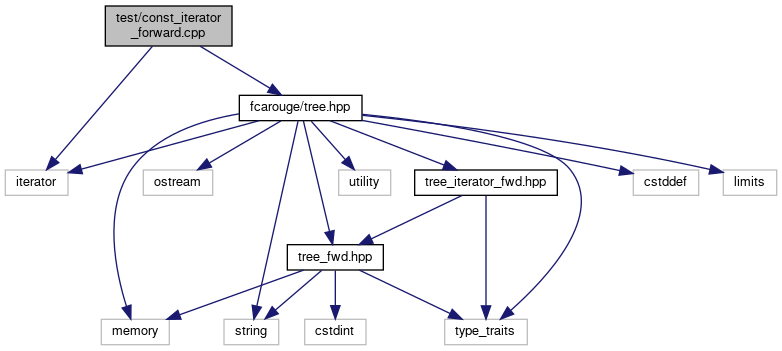 test/const_iterator
_forward.cpp
fcarouge/tree.hpp
iterator
ostream
utility
tree_iterator_fwd.hpp
cstddef
limits
tree_fwd.hpp
memory
string
cstdint
type_traits